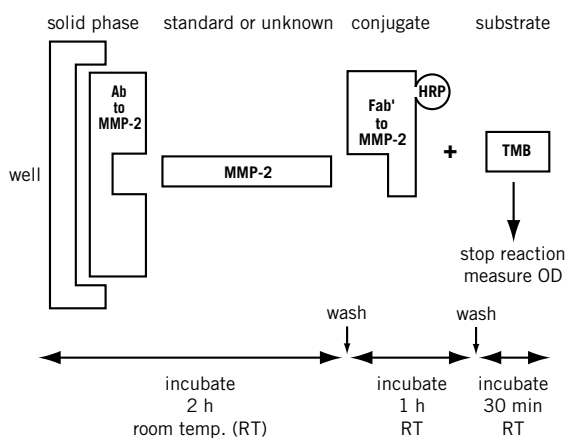 solid phase
standard or unknown
conjugate
substrate
Ab
to
MMP-2
HRP
Fab'
to
MMP-2
well
MMP-2
+
TMB
stop reaction
measure OD
wash
wash
incubate
2 h
room temp. (RT)
incubate
1 h
RT
incubate
30 min
RT